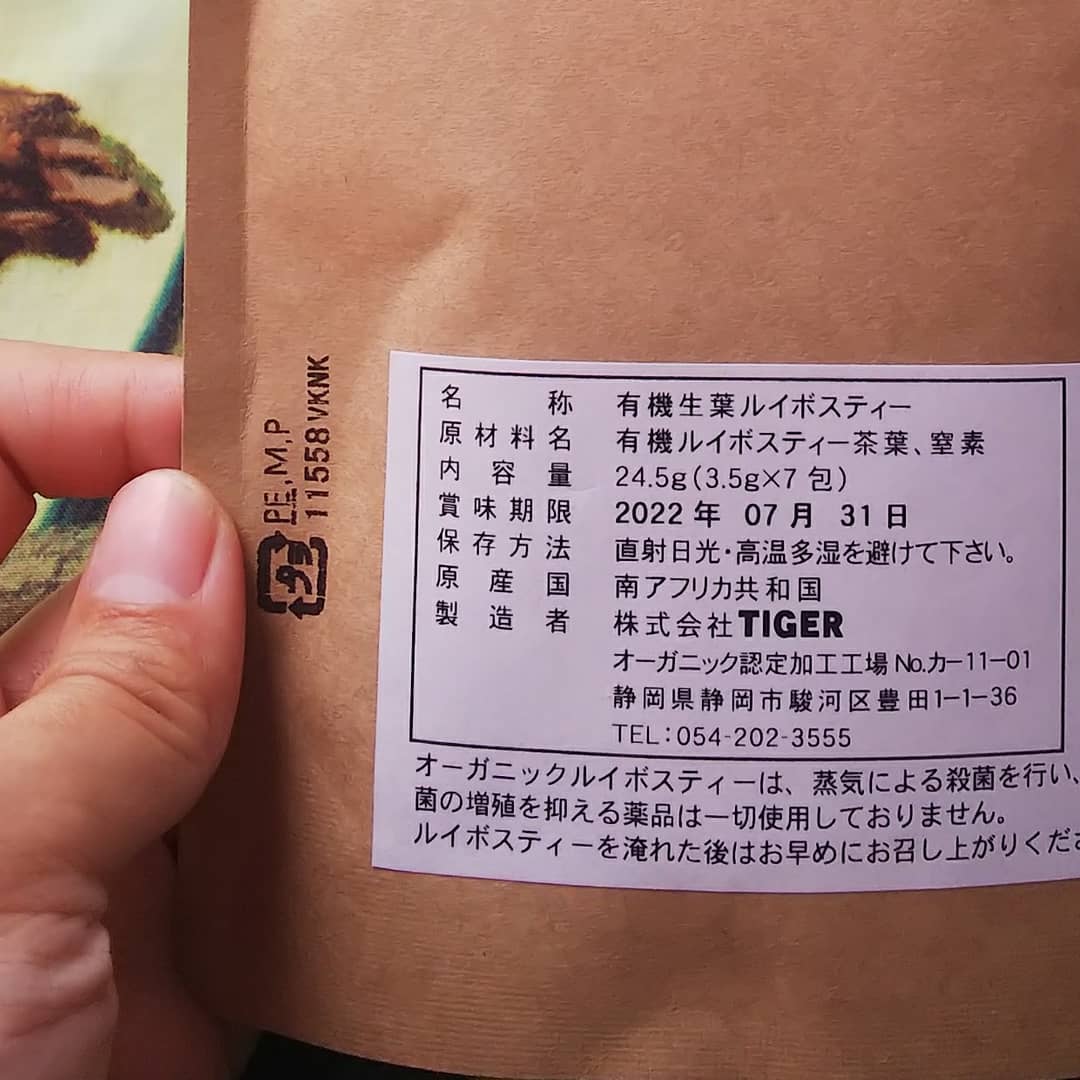 PE,M,P
11558VKNK
プラ
名称 有機生葉ルイボスティー
原材料名 有機ルイボスティー茶葉、窒素
内容量 24.5g(3.5g×7包)
賞味期限 2022年 07月 31日
保存方法 直射日光・高温多湿を避けて下さい。
原産国 南アフリカ共和国
製造者 株式会社TIGER
オーガニック認定加工工場No.カ-11-01
静岡県静岡市駿河区豊田1-1-36
TEL:054-202-3555
オーガニックルイボスティーは、蒸気による殺菌を行い、
菌の増殖を抑える薬品は一切使用しておりません。
ルイボスティーを淹れた後はお早めにお召し上がりくだ